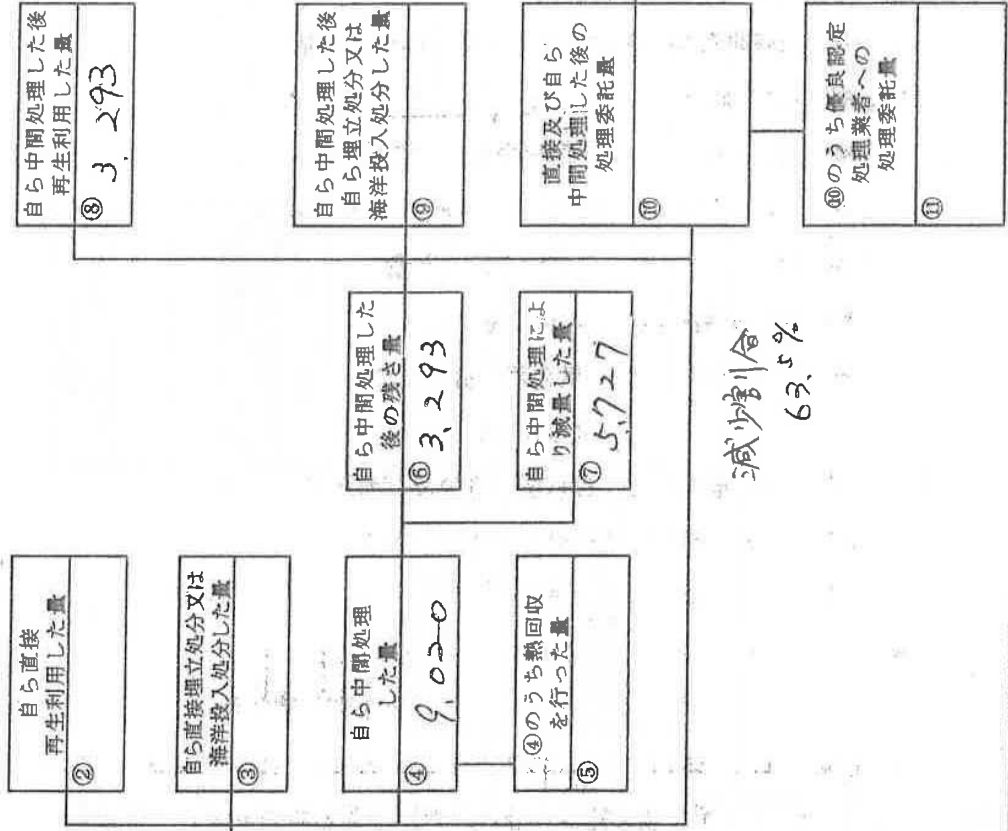 自ら直接
再生利用した量
②
自ら直接埋立処分又は
海洋投入処分した量
③
自ら中間処理
した量
④ 9,020
④のうち熱回収
を行った量
⑤
自ら中間処理した
後の残さ量
⑥ 3,293
自ら中間処理によ
り減量した量
⑦ 5,727
減少割合
63.5%
自ら中間処理した後
再生利用した量
⑧ 3,293
自ら中間処理した後
自ら埋立処分又は
海洋投入処分した量
⑨
直接及び自ら
中間処理した後の
処理委託量
⑩
⑩のうち優良認定
処理業者への
処理委託量
⑪